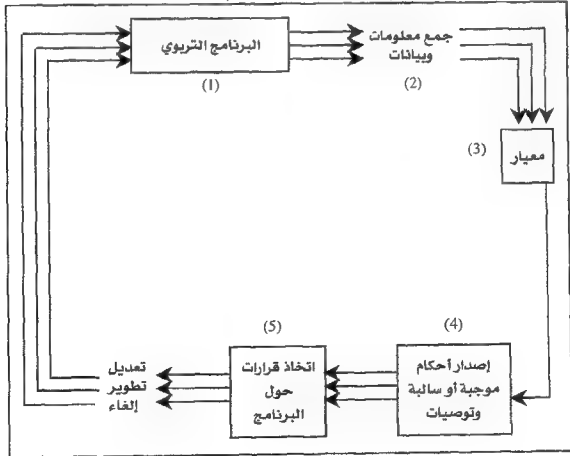 البرنامج التربوي
(1)
جمع معلومات
وبيانات
(2)
معيار
(3)
(4)
إصدار أحكام
موجبة أو سالبة
وتوصيات
(5)
اتخاذ قرارات
حول
البرنامج
تعديل
تطوير
إلغاء